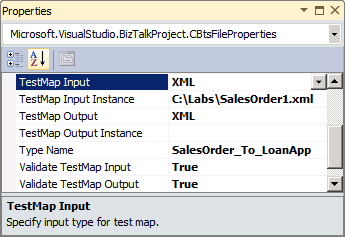 Properties
Microsoft.VisualStudio.BizTalkProject.CBtsFileProperties
TestMap Input XML
TestMap Input Instance C:\Labs\SalesOrder1.xml
TestMap Output XML
TestMap Output Instance
Type Name SalesOrder_To_LoanApp
Validate TestMap Input True
Validate TestMap Output True
TestMap Input
Specify input type for test map.